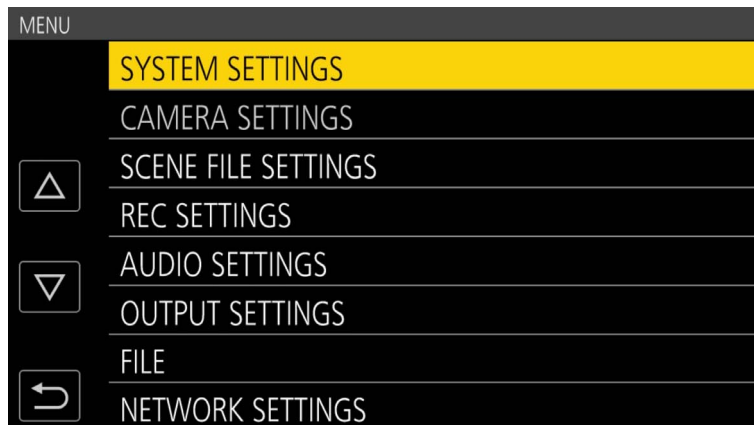 MENU
SYSTEM SETTINGS
CAMERA SETTINGS
SCENE FILE SETTINGS
REC SETTINGS
AUDIO SETTINGS
OUTPUT SETTINGS
FILE
NETWORK SETTINGS